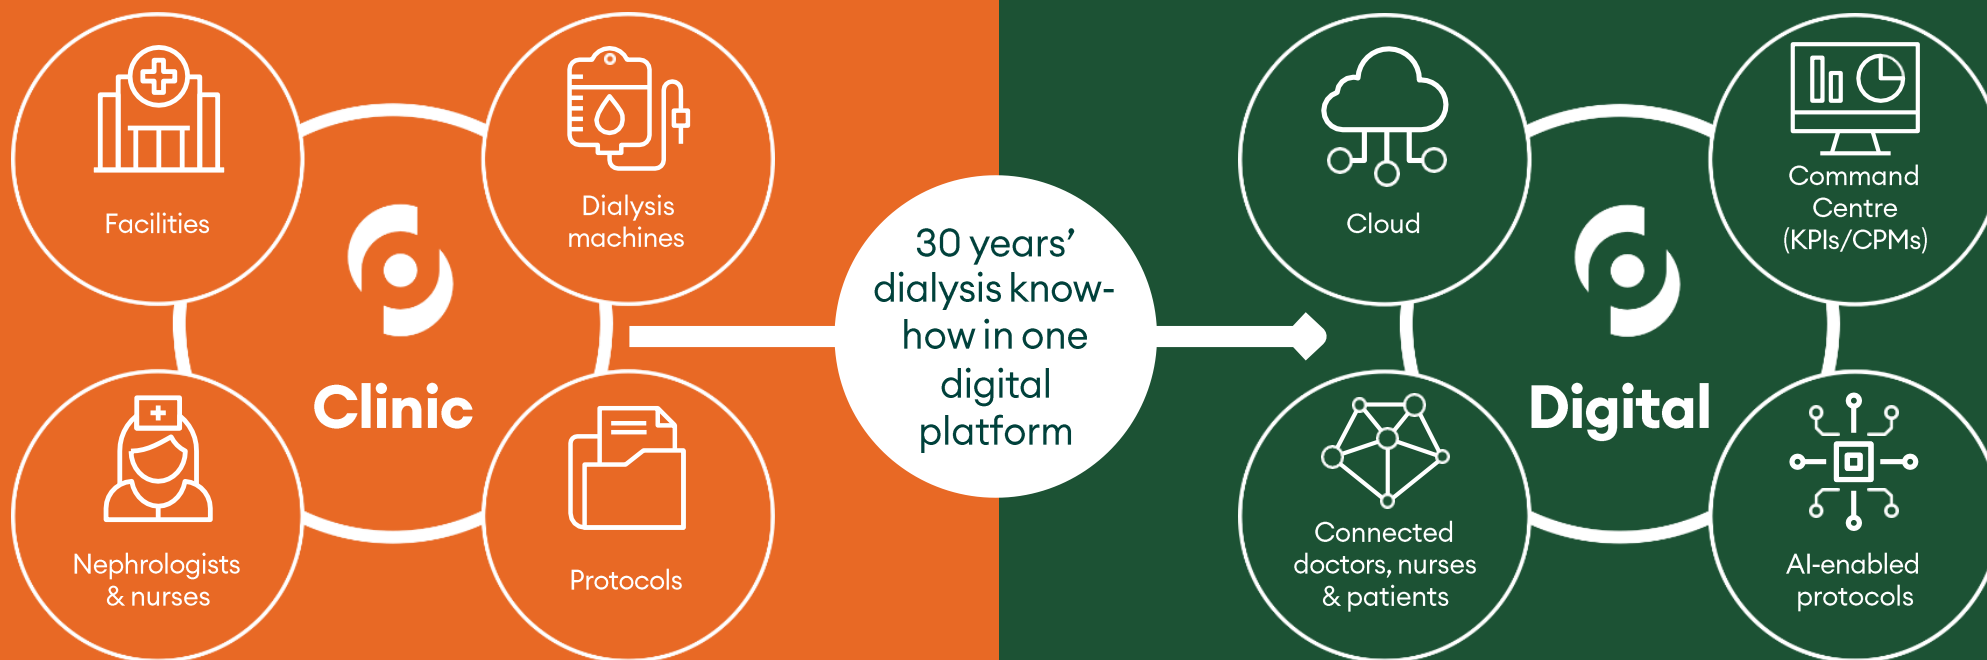 Facilities
Dialysis
machines
Clinic
Nephrologists
& nurses
Protocols
30 years’
dialysis know-
how in one
digital
platform
Cloud
Command
Centre
(KPIs/CPMs)
Digital
Connected
doctors, nurses
& patients
AI-enabled
protocols